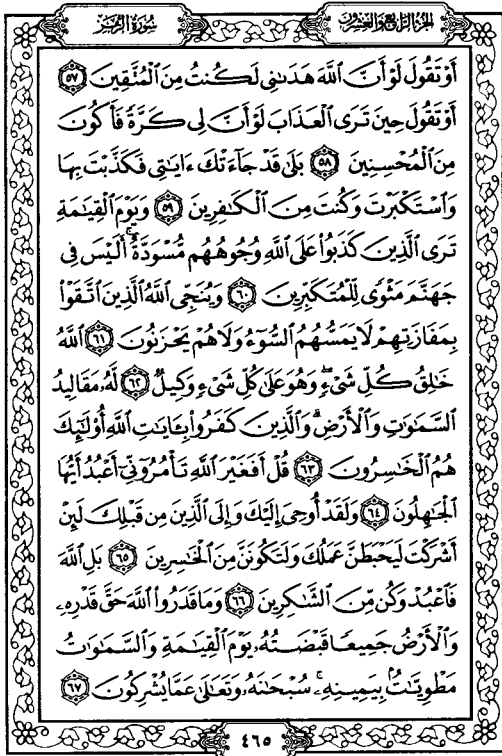 الجزء الرابع والعشرون
سورة الزمر
أَوْ تَقُولَ لَوْ أَنَّ ٱللَّهَ هَدَىٰنِى لَكُنتُ مِنَ ٱلْمُتَّقِينَ ٥٧
أَوْ تَقُولَ حِينَ تَرَى ٱلْعَذَابَ لَوْ أَنَّ لِى كَرَّةً فَأَكُونَ
مِنَ ٱلْمُحْسِنِينَ ٥٨ بَلَىٰ قَدْ جَآءَتْكَ ءَايَٰتِى فَكَذَّبْتَ بِهَا
وَٱسْتَكْبَرْتَ وَكُنتَ مِنَ ٱلْكَٰفِرِينَ ٥٩ وَيَوْمَ ٱلْقِيَٰمَةِ
تَرَى ٱلَّذِينَ كَذَبُوا۟ عَلَى ٱللَّهِ وُجُوهُهُم مُّسْوَدَّةٌ ۚ أَلَيْسَ فِى
جَهَنَّمَ مَثْوًى لِّلْمُتَكَبِّرِينَ ٦٠ وَيُنَجِّى ٱللَّهُ ٱلَّذِينَ ٱتَّقَوْا۟
بِمَفَازَتِهِمْ لَا يَمَسُّهُمُ ٱلسُّوٓءُ وَلَا هُمْ يَحْزَنُونَ ٦١ ٱللَّهُ
خَٰلِقُ كُلِّ شَىْءٍ ۖ وَهُوَ عَلَىٰ كُلِّ شَىْءٍ وَكِيلٌ ٦٢ لَّهُۥ مَقَالِيدُ
ٱلسَّمَٰوَٰتِ وَٱلْأَرْضِ ۗ وَٱلَّذِينَ كَفَرُوا۟ بِـَٔايَٰتِ ٱللَّهِ أُو۟لَٰٓئِكَ
هُمُ ٱلْخَٰسِرُونَ ٦٣ قُلْ أَفَغَيْرَ ٱللَّهِ تَأْمُرُوٓنِّىٓ أَعْبُدُ أَيُّهَا
ٱلْجَٰهِلُونَ ٦٤ وَلَقَدْ أُوحِىَ إِلَيْكَ وَإِلَى ٱلَّذِينَ مِن قَبْلِكَ لَئِنْ
أَشْرَكْتَ لَيَحْبَطَنَّ عَمَلُكَ وَلَتَكُونَنَّ مِنَ ٱلْخَٰسِرِينَ ٦٥ بَلِ ٱللَّهَ
فَٱعْبُدْ وَكُن مِّنَ ٱلشَّٰكِرِينَ ٦٦ وَمَا قَدَرُوا۟ ٱللَّهَ حَقَّ قَدْرِهِۦ
وَٱلْأَرْضُ جَمِيعًا قَبْضَتُهُۥ يَوْمَ ٱلْقِيَٰمَةِ وَٱلسَّمَٰوَٰتُ
مَطْوِيَّٰتٌۢ بِيَمِينِهِۦ ۚ سُبْحَٰنَهُۥ وَتَعَٰلَىٰ عَمَّا يُشْرِكُونَ ٦٧
٤٦٥